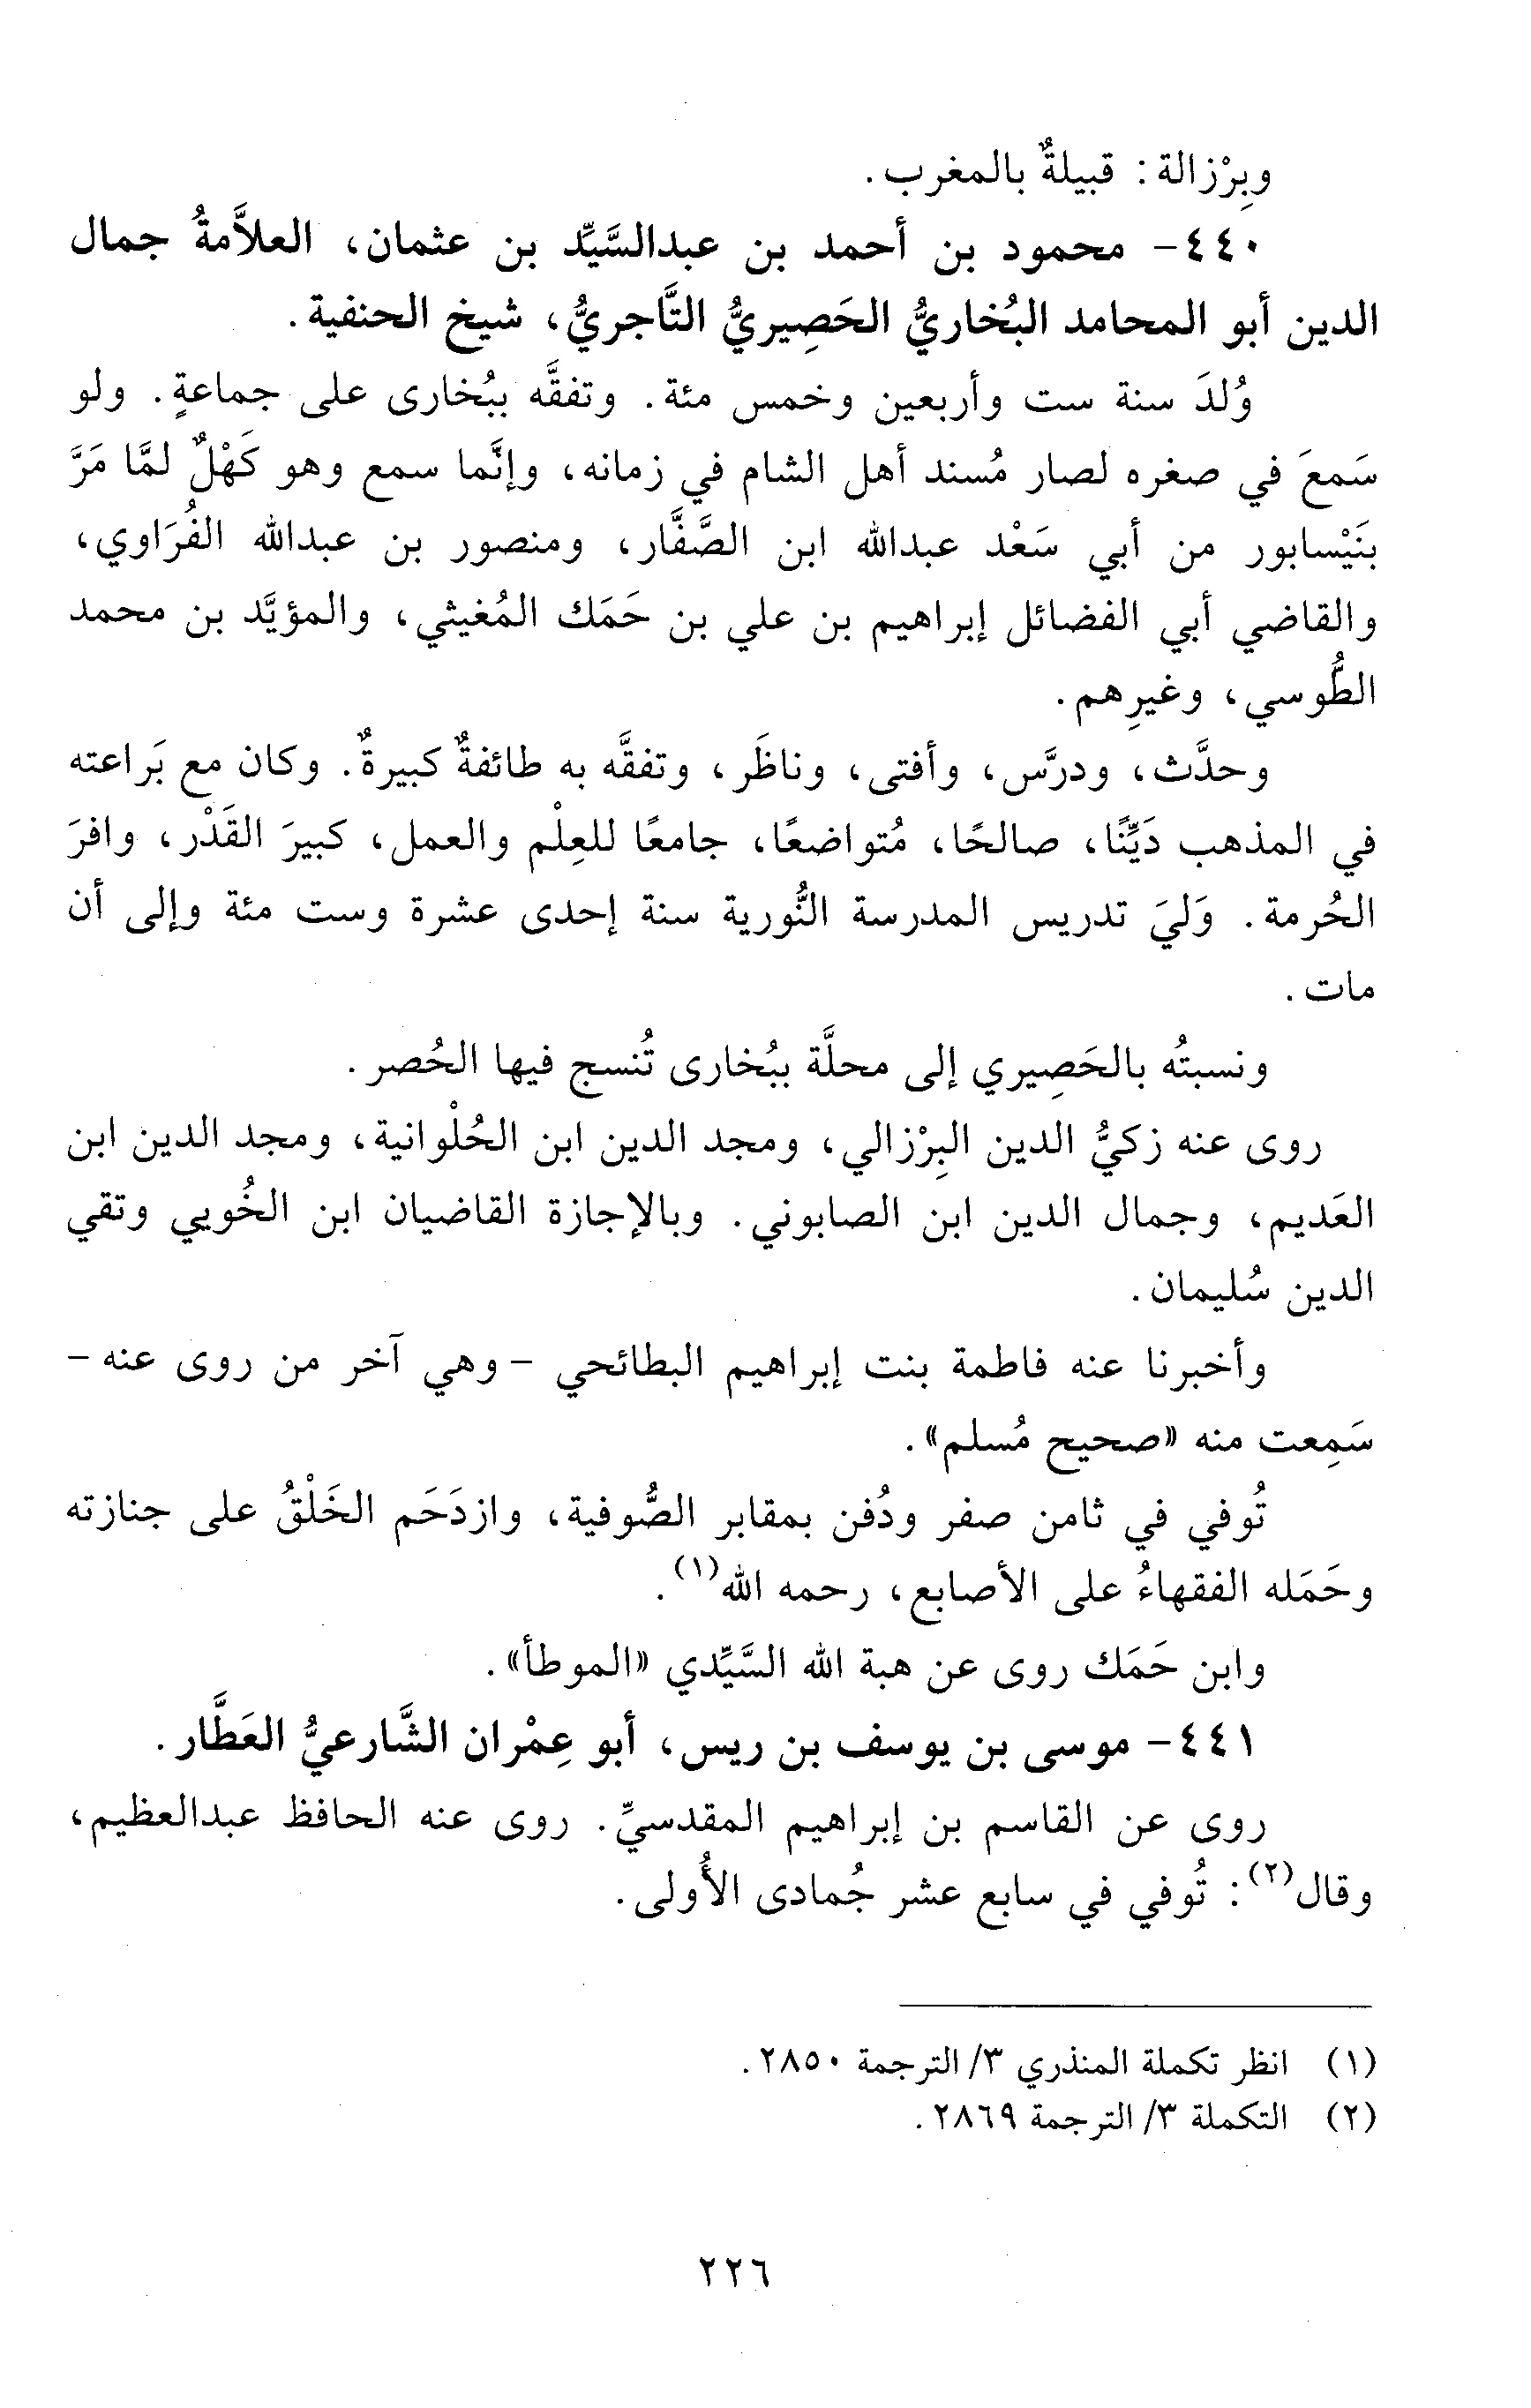 وبِرْزالة: قبيلةٌ بالمغرب.
٤٤٠- محمود بن أحمد بن عبدالسَّيِّد بن عثمان، العلاَّمةُ جمال
الدين أبو المحامد البُخاريُّ الحَصِيريُّ التَّاجريُّ، شيخ الحنفية.
وُلدَ سنة ست وأربعين وخمس مئة. وتفقَّه ببُخارى على جماعةٍ. ولو
سَمعَ في صغره لصار مُسند أهل الشام في زمانه، وإنَّما سمع وهو كَهْلٌ لمَّا مَرَّ
بنَيْسابور من أبي سَعْد عبدالله ابن الصَّفَّار، ومنصور بن عبدالله الفُرَاوي،
والقاضي أبي الفضائل إبراهيم بن علي بن حَمَك المُغيثي، والمؤيَّد بن محمد
الطُّوسي، وغيرِهم.
وحدَّث، ودرَّس، وأفتى، وناظَر، وتفقَّه به طائفةٌ كبيرةٌ. وكان مع بَراعته
في المذهب دَيِّنًا، صالحًا، مُتواضعًا، جامعًا للعِلْم والعمل، كبيرَ القَدْر، وافرَ
الحُرمة. وَليَ تدريس المدرسة النُّورية سنة إحدى عشرة وست مئة وإلى أن
مات.
ونسبتُه بالحَصِيري إلى محلَّة ببُخارى تُنسج فيها الحُصر.
روى عنه زكيُّ الدين البِرْزالي، ومجد الدين ابن الحُلْوانية، ومجد الدين ابن
العَديم، وجمال الدين ابن الصابوني. وبالإجازة القاضيان ابن الخُويي وتقي
الدين سُليمان.
وأخبرنا عنه فاطمة بنت إبراهيم البطائحي - وهي آخر من روى عنه -
سَمِعت منه «صحيح مُسلم».
تُوفي في ثامن صفر ودُفن بمقابر الصُّوفية، وازدَحَم الخَلْقُ على جنازته
وحَمَله الفقهاءُ على الأصابع، رحمه الله(١).
وابن حَمَك روى عن هبة الله السَّيِّدي «الموطأ».
٤٤١- موسى بن يوسف بن ريس، أبو عِمْران الشَّارعيُّ العَطَّار.
روى عن القاسم بن إبراهيم المقدسيِّ. روى عنه الحافظ عبدالعظيم،
وقال(٢): تُوفي في سابع عشر جُمادى الأُولى.
(١) انظر تكملة المنذري ٣/ الترجمة ٢٨٥٠.
(٢) التكملة ٣/ الترجمة ٢٨٦٩.
٢٢٦